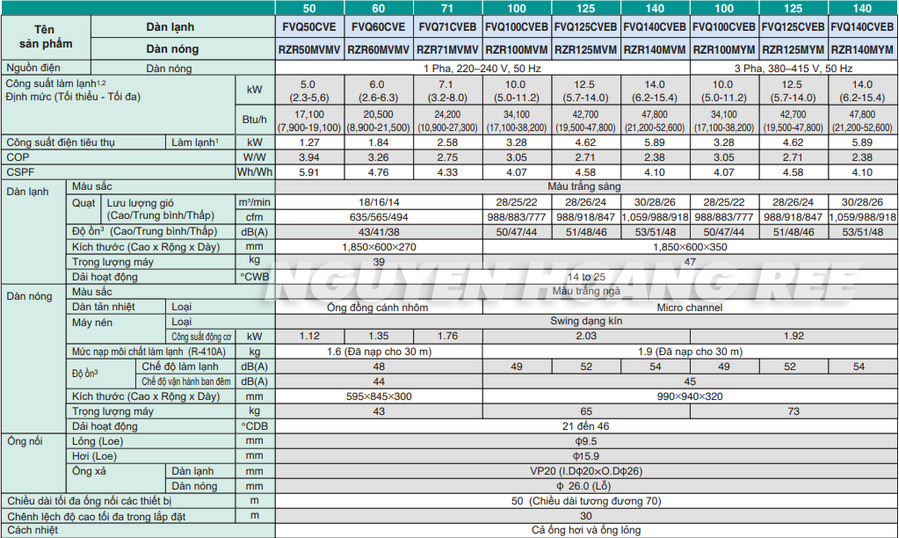 50 60 71 100 125 140 100 125 140
Tên sản phẩm Dàn lạnh FVQ50CVE FVQ60CVE FVQ71CVEB FVQ100CVEB FVQ125CVEB FVQ140CVEB FVQ100CVEB FVQ125CVEB FVQ140CVEB
Dàn nóng RZR50MVMV RZR60MVMV RZR71MVMV RZR100MVM RZR125MVM RZR140MVM RZR100MYM RZR125MYM RZR140MYM
Nguồn điện Dàn nóng 1 Pha, 220–240 V, 50 Hz 3 Pha, 380–415 V, 50 Hz
Công suất làm lạnh1,2 kW 5.0 6.0 7.1 10.0 12.5 14.0 10.0 12.5 14.0
Định mức (Tối thiểu - Tối đa) (2.3-5,6) (2.6-6.3) (3.2-8.0) (5.0-11.2) (5.7-14.0) (6.2-15.4) (5.0-11.2) (5.7-14.0) (6.2-15.4)
Btu/h 17,100 20,500 24,200 34,100 42,700 47,800 34,100 42,700 47,800
(7,900-19,100) (8,900-21,500) (10,900-27,300) (17,100-38,200) (19,500-47,800) (21,200-52,600) (17,100-38,200) (19,500-47,800) (21,200-52,600)
Công suất điện tiêu thụ Làm lạnh1 kW 1.27 1.84 2.58 3.28 4.62 5.89 3.28 4.62 5.89
COP W/W 3.94 3.26 2.75 3.05 2.71 2.38 3.05 2.71 2.38
CSPF Wh/Wh 5.91 4.76 4.33 4.07 4.58 4.10 4.07 4.58 4.10
Dàn lạnh Màu sắc Màu trắng sáng
Quạt Lưu lượng gió m³/min 18/16/14 28/25/22 28/26/24 30/28/26 28/25/22 28/26/24 30/28/26
(Cao/Trung bình/Thấp) cfm 635/565/494 988/883/777 988/918/847 1,059/988/918 988/883/777 988/918/847 1,059/988/918
Độ ồn3 (Cao/Trung bình/Thấp) dB(A) 43/41/38 50/47/44 51/48/46 53/51/48 50/47/44 51/48/46 53/51/48
Kích thước (Cao x Rộng x Dày) mm 1,850×600×270 1,850×600×350
Trọng lượng máy kg 39 47
Dải hoạt động °CWB 14 to 25
NGUYEN HOANG REE
Dàn nóng Màu sắc Màu trắng ngà
Dàn tản nhiệt Loại Ống đồng cánh nhôm Micro channel
Máy nén Loại Swing dạng kín
Công suất động cơ kW 1.12 1.35 1.76 2.03 1.92
Mức nạp môi chất làm lạnh (R-410A) kg 1.6 (Đã nạp cho 30 m) 1.9 (Đã nạp cho 30 m)
Độ ồn3 Chế độ làm lạnh dB(A) 48 49 52 54 49 52 54
Chế độ vận hành ban đêm dB(A) 44 45
Kích thước (Cao x Rộng x Dày) mm 595×845×300 990×940×320
Trọng lượng máy kg 43 65 73
Dải hoạt động °CDB 21 đến 46
Ống nối Lỏng (Loe) mm ф9.5
Hơi (Loe) mm ф15.9
Ống xả Dàn lạnh mm VP20 (I.Dф20×O.Dф26)
Dàn nóng mm ф 26.0 (Lỗ)
Chiều dài tối đa ống nối các thiết bị m 50 (Chiều dài tương đương 70)
Chênh lệch độ cao tối đa trong lắp đặt m 30
Cách nhiệt Cả ống hơi và ống lỏng